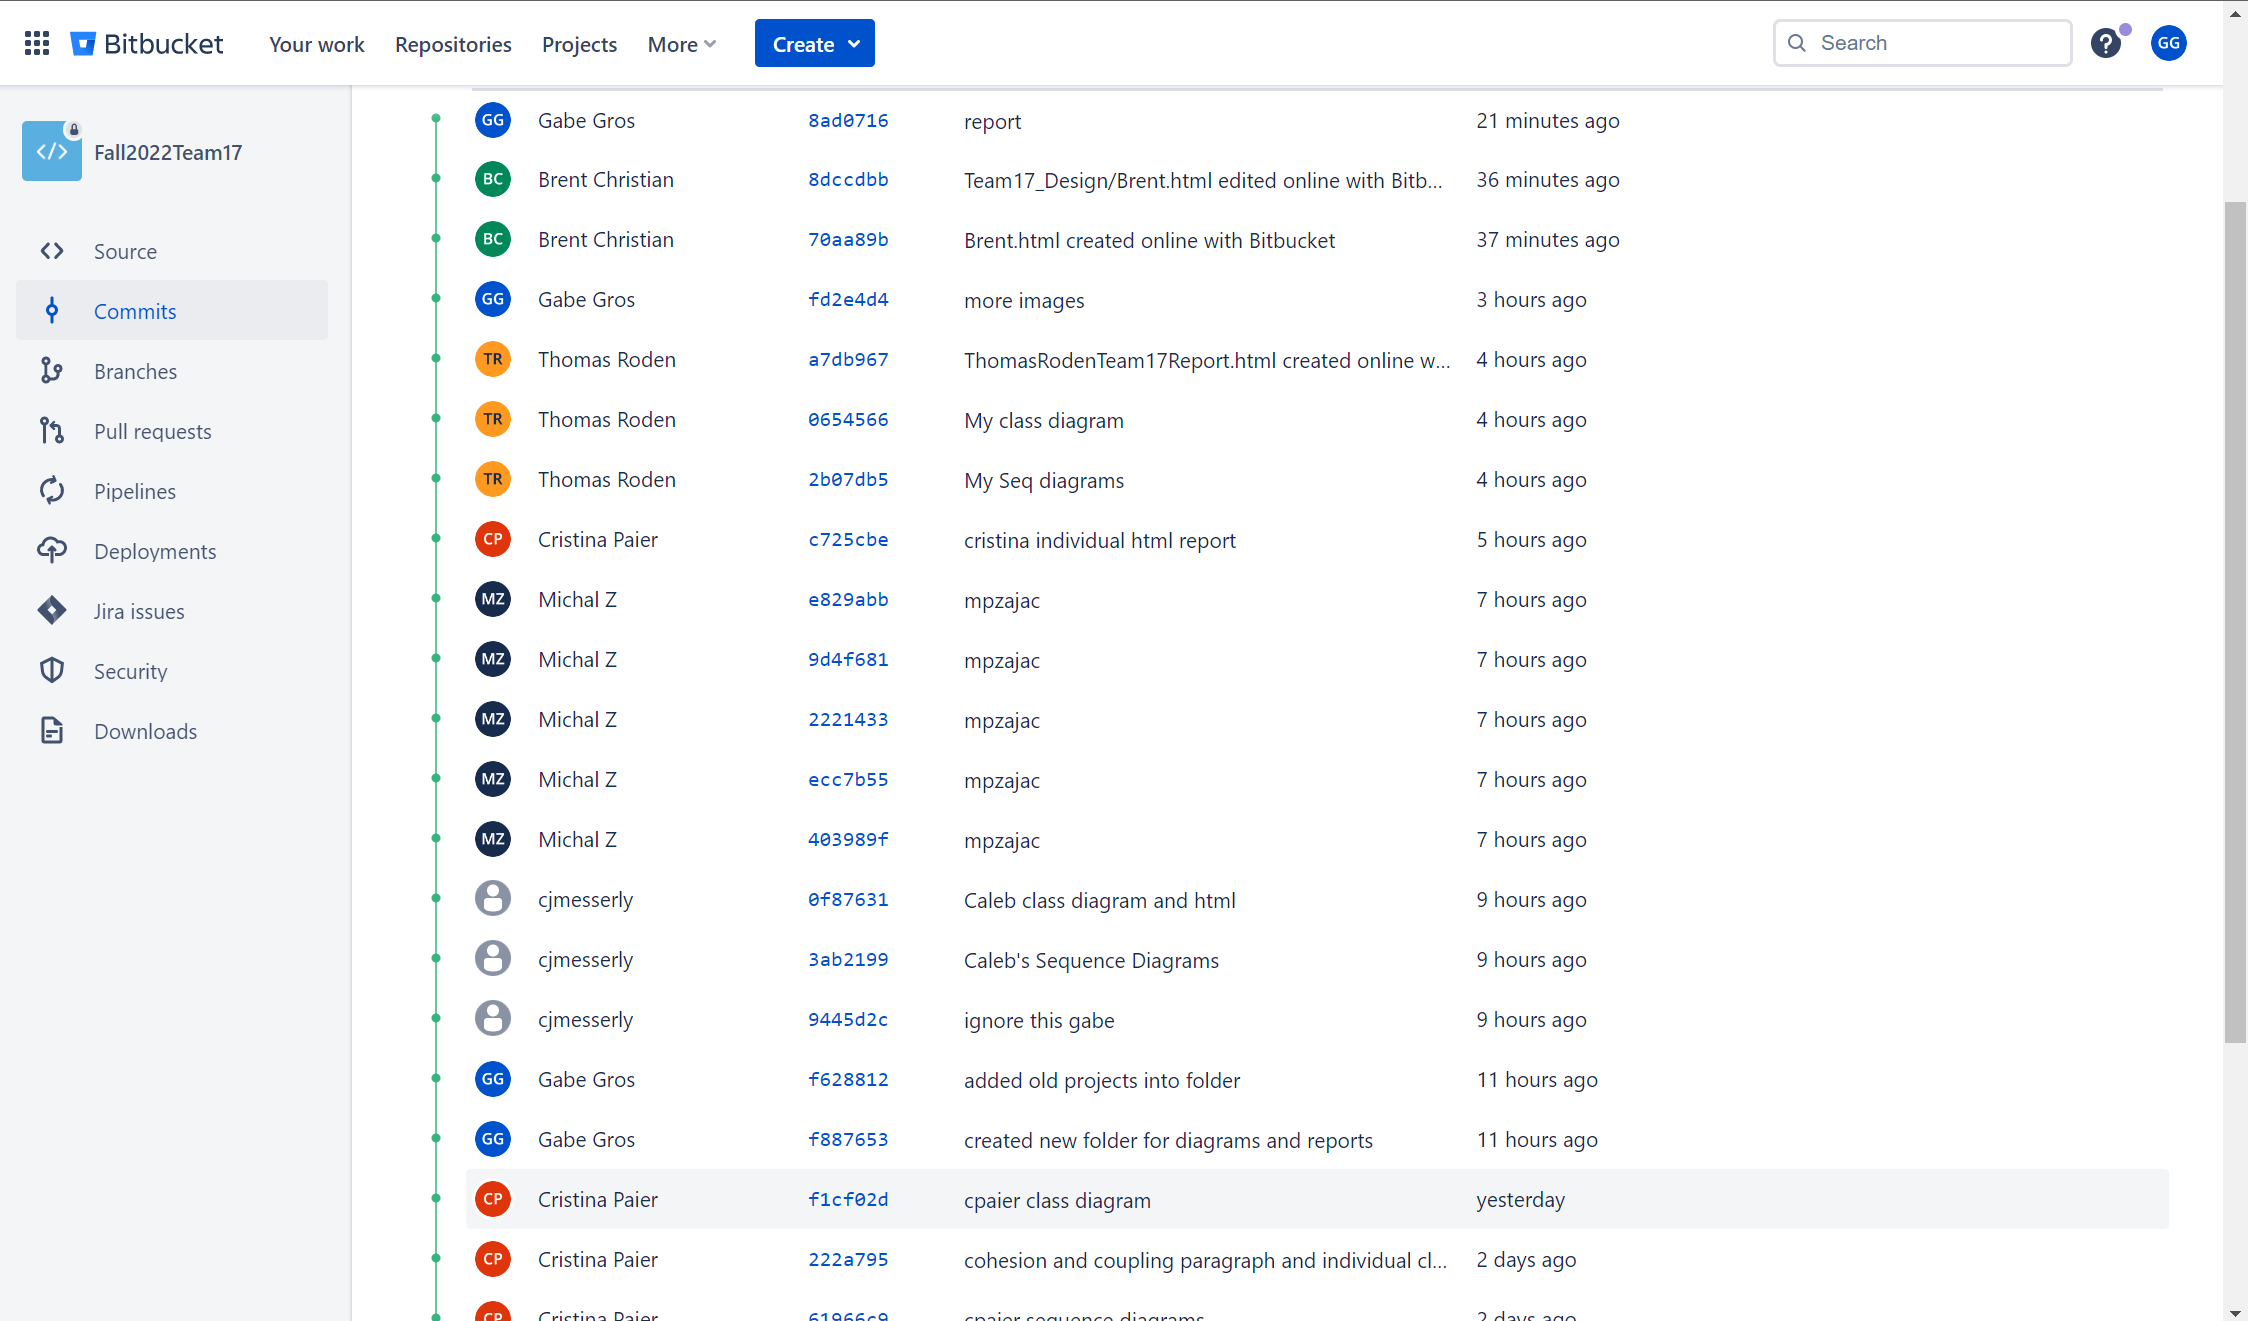 Bitbucket Your work Repositories Projects More Create Search ? GG
Fall2022Team17
Source
Commits
Branches
Pull requests
Pipelines
Deployments
Jira issues
Security
Downloads
GG Gabe Gros 8ad0716 report 21 minutes ago
BC Brent Christian 8dccdbb Team17_Design/Brent.html edited online with Bitb... 36 minutes ago
BC Brent Christian 70aa89b Brent.html created online with Bitbucket 37 minutes ago
GG Gabe Gros fd2e4d4 more images 3 hours ago
TR Thomas Roden a7db967 ThomasRodenTeam17Report.html created online w... 4 hours ago
TR Thomas Roden 0654566 My class diagram 4 hours ago
TR Thomas Roden 2b07db5 My Seq diagrams 4 hours ago
CP Cristina Paier c725cbe cristina individual html report 5 hours ago
MZ Michal Z e829abb mpzajac 7 hours ago
MZ Michal Z 9d4f681 mpzajac 7 hours ago
MZ Michal Z 2221433 mpzajac 7 hours ago
MZ Michal Z ecc7b55 mpzajac 7 hours ago
MZ Michal Z 403989f mpzajac 7 hours ago
cjmesserly 0f87631 Caleb class diagram and html 9 hours ago
cjmesserly 3ab2199 Caleb's Sequence Diagrams 9 hours ago
cjmesserly 9445d2c ignore this gabe 9 hours ago
GG Gabe Gros f628812 added old projects into folder 11 hours ago
GG Gabe Gros f887653 created new folder for diagrams and reports 11 hours ago
CP Cristina Paier f1cf02d cpaier class diagram yesterday
CP Cristina Paier 222a795 cohesion and coupling paragraph and individual cl... 2 days ago
CP Cristina Paier 61966c9 cpaier sequence diagrams 2 days ago